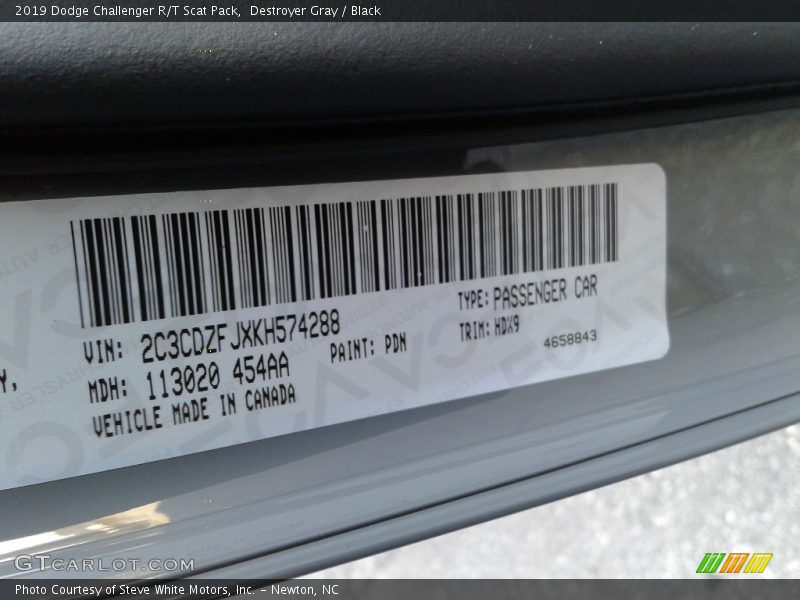 2019 Dodge Challenger R/T Scat Pack, Destroyer Gray / Black
VIN: 2C3CDZFJXKH574288
TYPE: PASSENGER CAR
Y,
MDH: 113020 454AA
PAINT: PDN
TRIM: HDX9
4658843
VEHICLE MADE IN CANADA
GTCARLOT.COM
Photo Courtesy of Steve White Motors, Inc. – Newton, NC